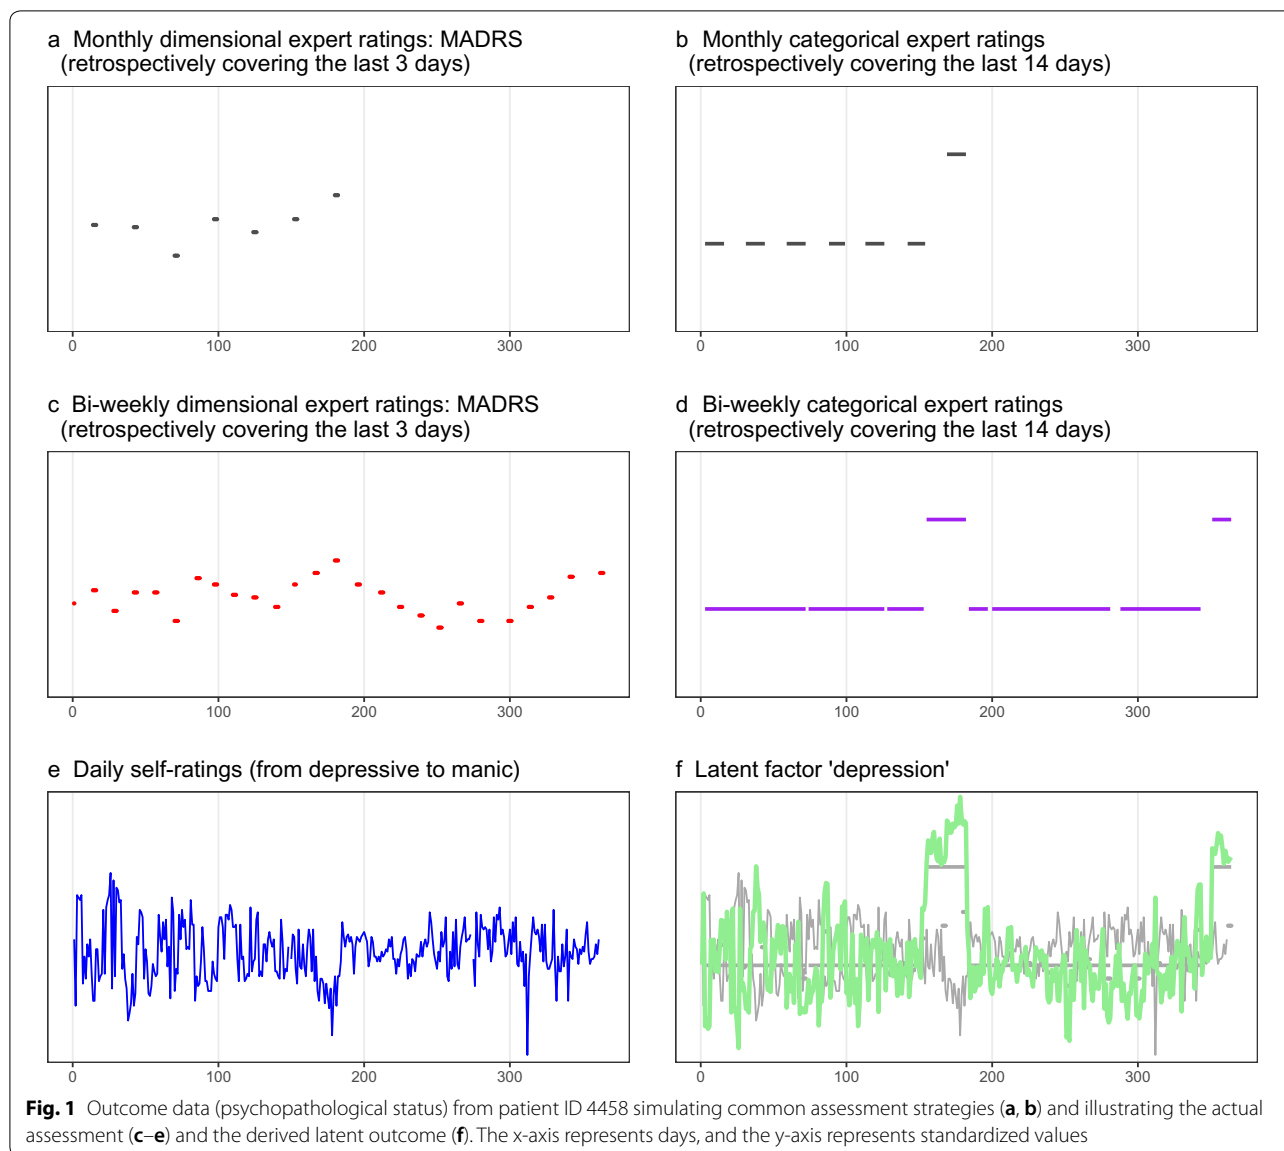 a  Monthly dimensional expert ratings: MADRS
(retrospectively covering the last 3 days)
0 100 200 300
b  Monthly categorical expert ratings
(retrospectively covering the last 14 days)
0 100 200 300
c  Bi-weekly dimensional expert ratings: MADRS
(retrospectively covering the last 3 days)
0 100 200 300
d  Bi-weekly categorical expert ratings
(retrospectively covering the last 14 days)
0 100 200 300
e  Daily self-ratings (from depressive to manic)
0 100 200 300
f  Latent factor 'depression'
0 100 200 300
Fig. 1  Outcome data (psychopathological status) from patient ID 4458 simulating common assessment strategies (a, b) and illustrating the actual
assessment (c–e) and the derived latent outcome (f). The x-axis represents days, and the y-axis represents standardized values